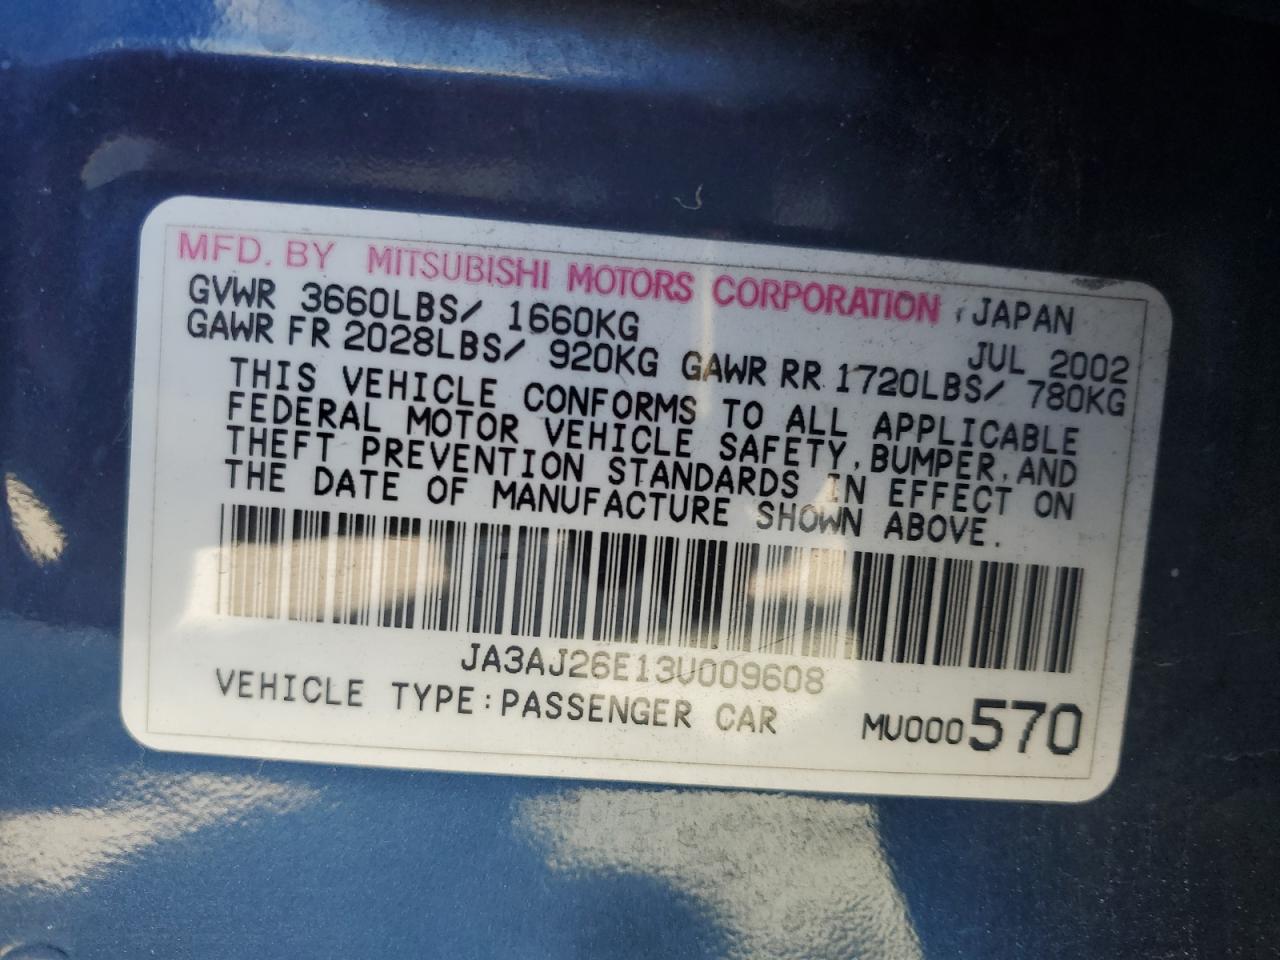 MFD. BY MITSUBISHI MOTORS CORPORATION, JAPAN
GVWR 3660LBS/ 1660KG JUL 2002
GAWR FR 2028LBS/ 920KG GAWR RR 1720LBS/ 780KG
THIS VEHICLE CONFORMS TO ALL APPLICABLE
FEDERAL MOTOR VEHICLE SAFETY, BUMPER, AND
THEFT PREVENTION STANDARDS IN EFFECT ON
THE DATE OF MANUFACTURE SHOWN ABOVE.
JA3AJ26E13U009608
VEHICLE TYPE: PASSENGER CAR MU000570